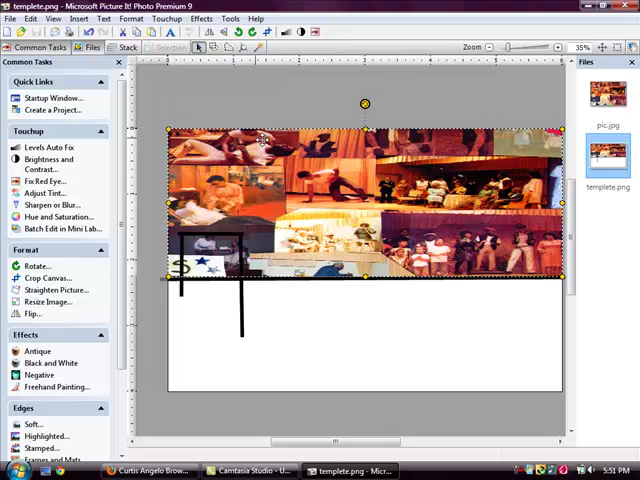 templete.png - Microsoft Picture It! Photo Premium 9
File Edit View Insert Text Format Touchup Effects Tools Help
Common Tasks Files Stack Selection Zoom 35%
Common Tasks
Files
Quick Links
Startup Window...
Create a Project...
Touchup
Levels Auto Fix
Brightness and
Contrast...
Fix Red Eye...
Adjust Tint...
Sharpen or Blur...
Hue and Saturation...
Batch Edit in Mini Lab...
Format
Rotate...
Crop Canvas...
Straighten Picture...
Resize Image...
Flip...
Effects
Antique
Black and White
Negative
Freehand Painting...
Edges
Soft...
Highlighted...
Stamped...
Frames and Mats
pic.jpg
templete.png
S
Start
Curtis Angelo Brow...
Camtasia Studio - U...
templete.png - Micr...
5:51 PM